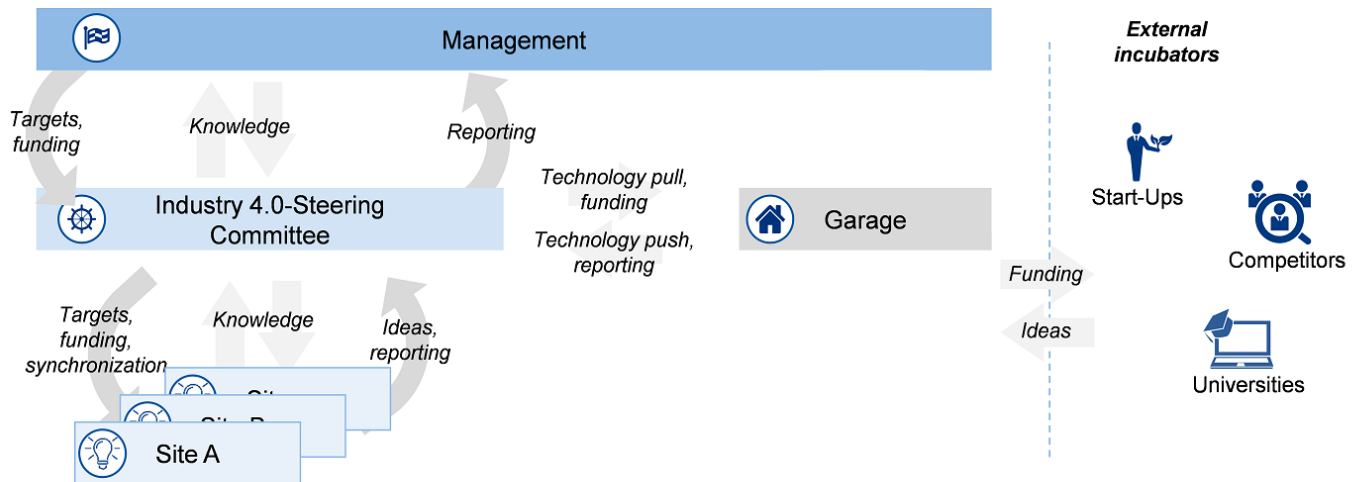 Management
External
incubators
Targets,
funding
Knowledge
Reporting
Technology pull,
funding
Start-Ups
Industry 4.0-Steering
Committee
Garage
Technology push,
reporting
Competitors
Funding
Ideas
Targets,
funding,
synchronization
Knowledge
Ideas,
reporting
Universities
Site A